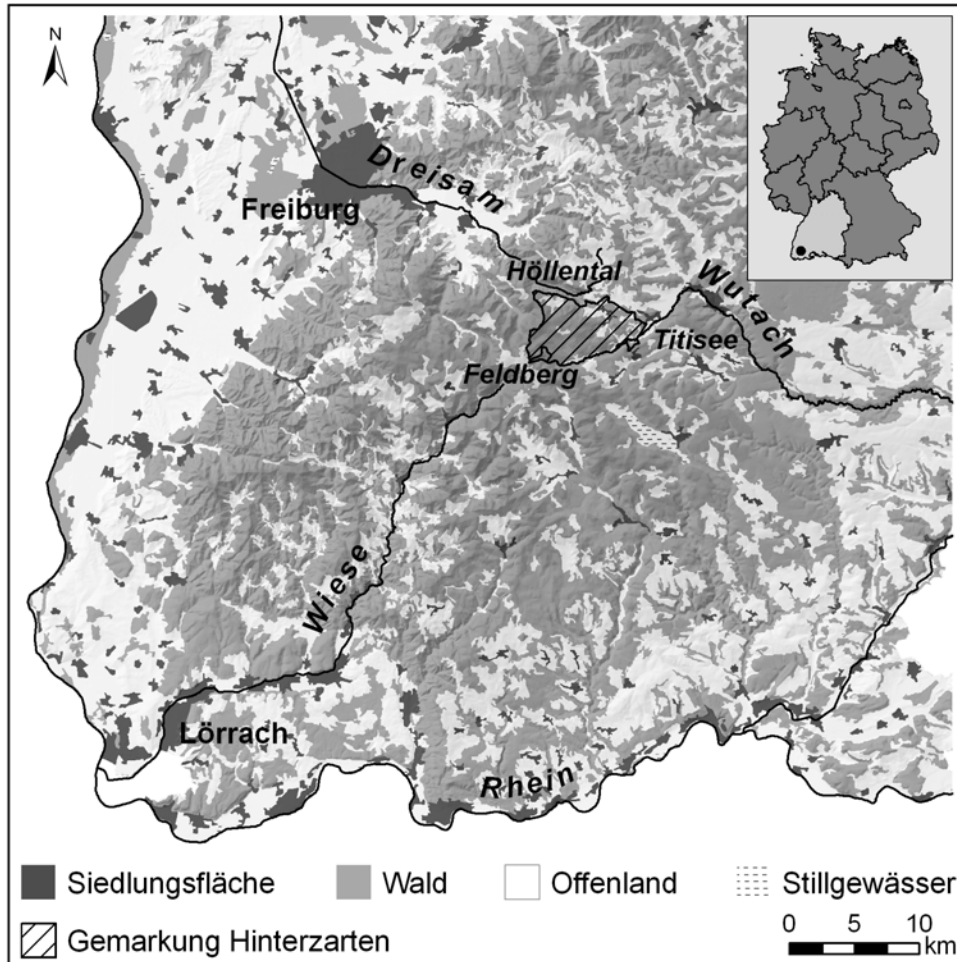 N
Dreisam
Freiburg
Höllental
Wutach
Titisee
Feldberg
Wiese
Lörrach
Rhein
Siedlungsfläche
Wald
Offenland
Stillgewässer
Gemarkung Hinterzarten
0 5 10
km